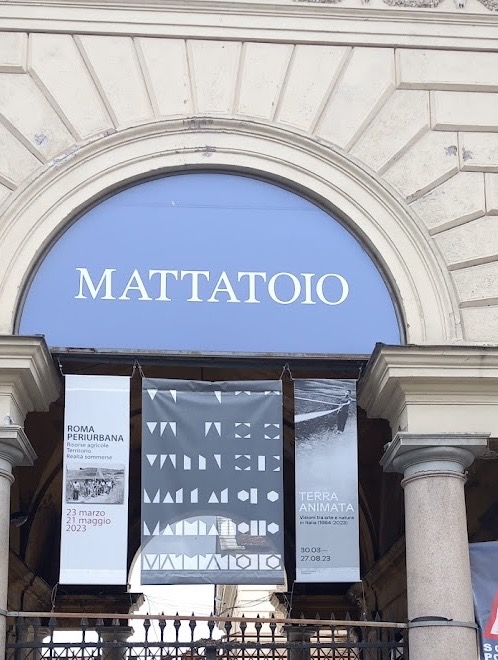 MATTATOIO
ROMA
PERIURBANA
Risorse agricole
Territorio
Realtà sommerse
23 marzo
21 maggio
2023
MATTATOIO
MATTATOIO
TERRA
ANIMATA
Visioni tra arte e natura
in Italia (1964-2023)
30.03—
27.08.23